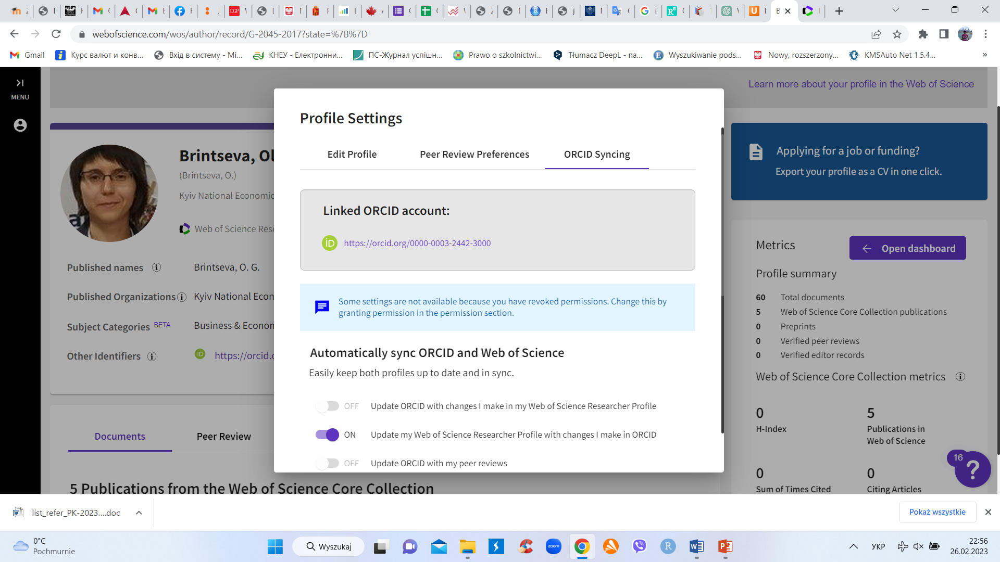 webofscience.com/wos/author/record/G-2045-2017?state=%7B%7D
Gmail
Курс валют и конв...
Вхід в систему - Мі...
КНЕУ - Електронни...
ПС-Журнал успішн...
Prawo o szkolnictwi...
Tłumacz DeepL - na...
Wyszukiwanie pods...
Nowy, rozszerzony...
KMSAuto Net 1.5.4...
»
MENU
Learn more about your profile in the Web of Science
Brintseva, Ol
(Brintseva, O.)
Kyiv National Economic
Web of Science Rese
Published names
Brintseva, O. G.
Published Organizations
Kyiv National Econ
Subject Categories BETA
Business & Econon
Other Identifiers
https://orcid.o
Documents
Peer Review
5 Publications from the Web of Science Core Collection
Profile Settings
Edit Profile
Peer Review Preferences
ORCID Syncing
Linked ORCID account:
iD
https://orcid.org/0000-0003-2442-3000
Some settings are not available because you have revoked permissions. Change this by
granting permission in the permission section.
Automatically sync ORCID and Web of Science
Easily keep both profiles up to date and in sync.
OFF Update ORCID with changes I make in my Web of Science Researcher Profile
ON Update my Web of Science Researcher Profile with changes I make in ORCID
OFF Update ORCID with my peer reviews
Applying for a job or funding?
Export your profile as a CV in one click.
Metrics
Open dashboard
Profile summary
60 Total documents
5 Web of Science Core Collection publications
0 Preprints
0 Verified peer reviews
0 Verified editor records
Web of Science Core Collection metrics
0
H-Index
5
Publications in
Web of Science
0
Sum of Times Cited
0
Citing Articles
16
?
list_refer_PK-2023....doc
Pokaż wszystkie
0°C
Pochmurnie
Wyszukaj
zoom
УКР
22:56
26.02.2023